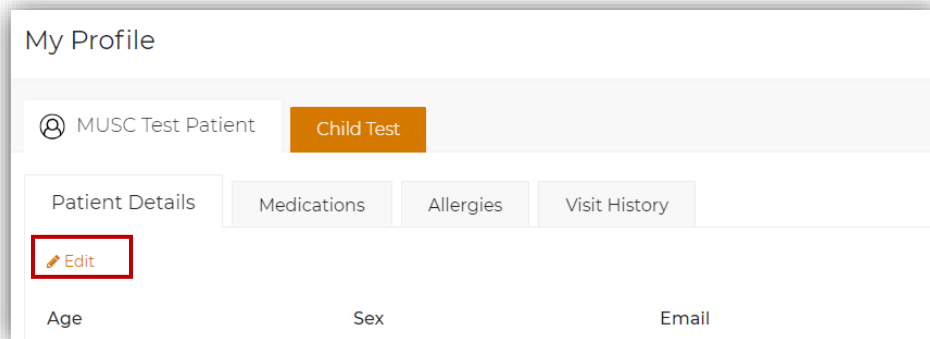 My Profile
MUSC Test Patient Child Test
Patient Details Medications Allergies Visit History
Edit
Age Sex Email